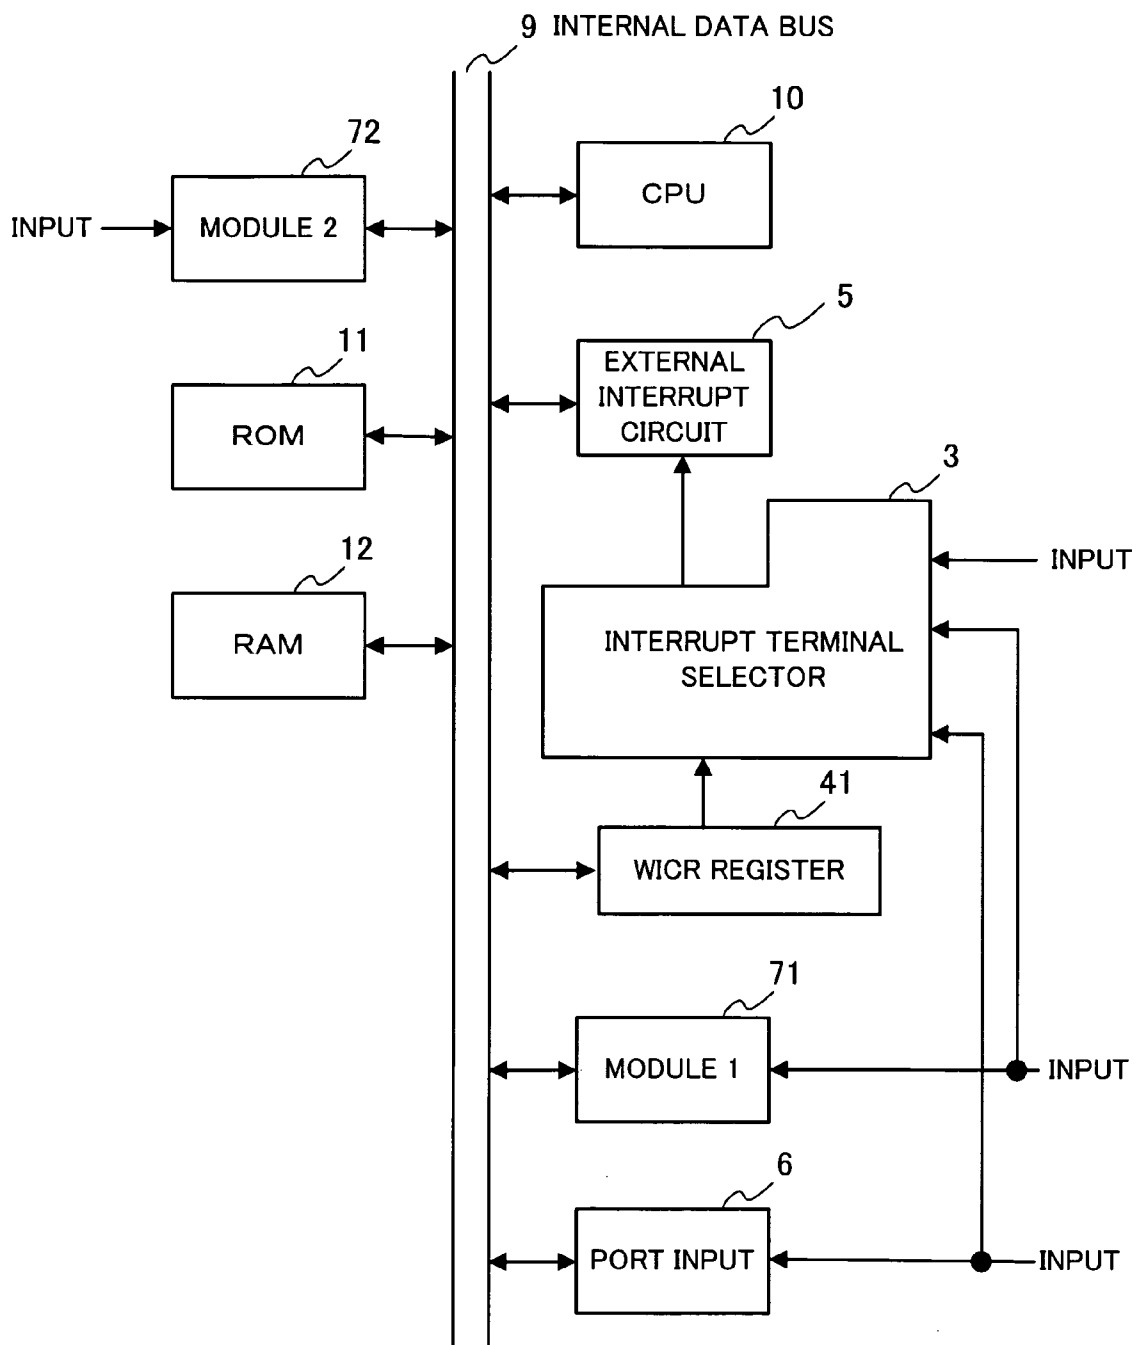 9 INTERNAL DATA BUS
10
CPU
72
INPUT
MODULE 2
5
EXTERNAL
INTERRUPT
CIRCUIT
11
ROM
3
INPUT
12
RAM
INTERRUPT TERMINAL
SELECTOR
41
WICR REGISTER
71
MODULE 1
INPUT
6
PORT INPUT
INPUT